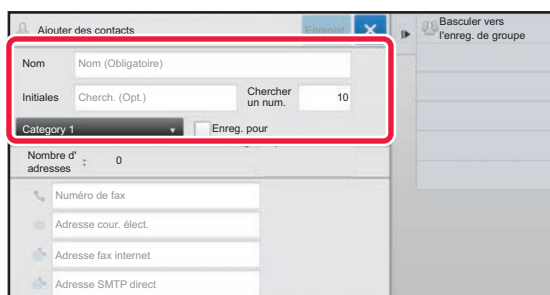 Ajouter des contacts
Enregist.
Basculer vers
l'enreg. de groupe
Nom
Nom (Obligatoire)
Initiales
Cherch. (Opt.)
Chercher
un num.
10
Category 1
Enreg. pour
Nombre d'
adresses
:
0
Numéro de fax
Adresse cour. élect.
Adresse fax internet
Adresse SMTP direct